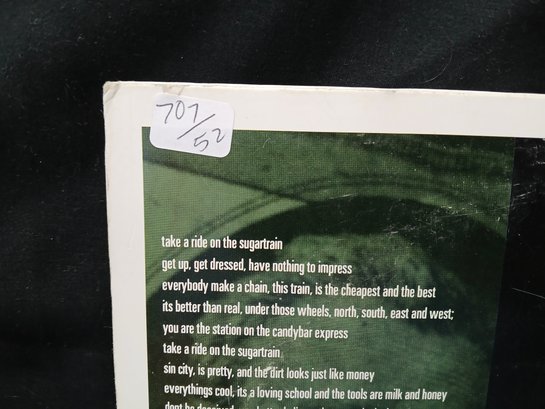 707/52
take a ride on the sugartrain
get up, get dressed, have nothing to impress
everybody make a chain, this train, is the cheapest and the best
its better than real, under those wheels, north, south, east and west;
you are the station on the candybar express
take a ride on the sugartrain
sin city, is pretty, and the dirt looks just like money
everythings cool, its a loving school and the tools are milk and honey
dont be deceived